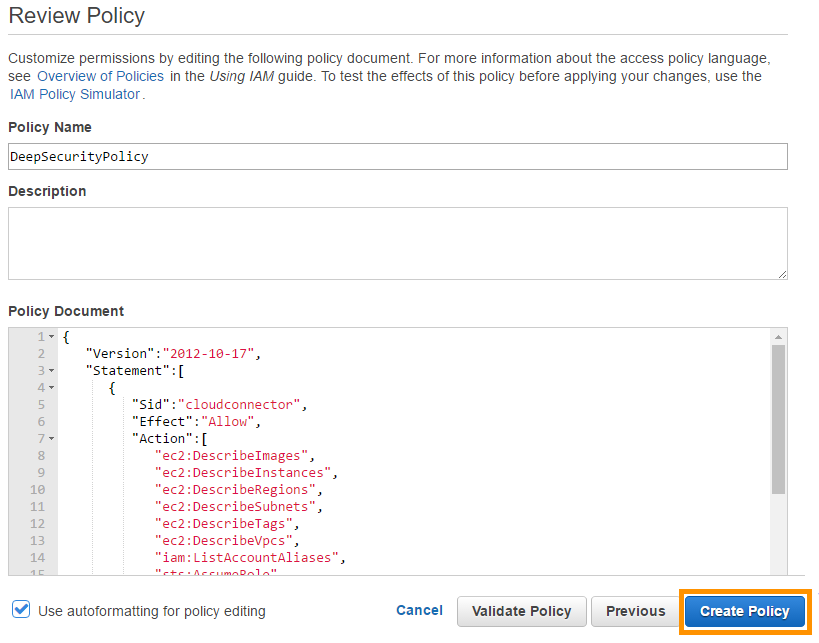 Review Policy
Customize permissions by editing the following policy document. For more information about the access policy language,
see Overview of Policies in the Using IAM guide. To test the effects of this policy before applying your changes, use the
IAM Policy Simulator.
Policy Name
DeepSecurityPolicy
Description
Policy Document
1 {
2 "Version":"2012-10-17",
3 "Statement":[
4 {
5 "Sid":"cloudconnector",
6 "Effect":"Allow",
7 "Action":[
8 "ec2:DescribeImages",
9 "ec2:DescribeInstances",
10 "ec2:DescribeRegions",
11 "ec2:DescribeSubnets",
12 "ec2:DescribeTags",
13 "ec2:DescribeVpcs",
14 "iam:ListAccountAliases",
15 "sts:AssumeRole"
Use autoformatting for policy editing Cancel Validate Policy Previous Create Policy